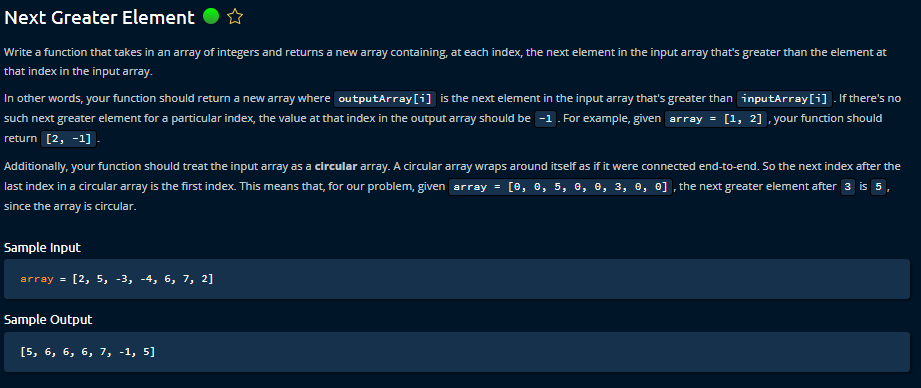 Next Greater Element
Write a function that takes in an array of integers and returns a new array containing, at each index, the next element in the input array that's greater than the element at
that index in the input array.
In other words, your function should return a new array where outputArray[i] is the next element in the input array that's greater than inputArray[i] . If there's no
such next greater element for a particular index, the value at that index in the output array should be -1 . For example, given array = [1, 2] , your function should
return [2, -1] .
Additionally, your function should treat the input array as a circular array. A circular array wraps around itself as if it were connected end-to-end. So the next index after the
last index in a circular array is the first index. This means that, for our problem, given array = [0, 0, 5, 0, 0, 3, 0, 0] , the next greater element after 3 is 5 ,
since the array is circular.
Sample Input
array = [2, 5, -3, -4, 6, 7, 2]
Sample Output
[5, 6, 6, 6, 7, -1, 5]